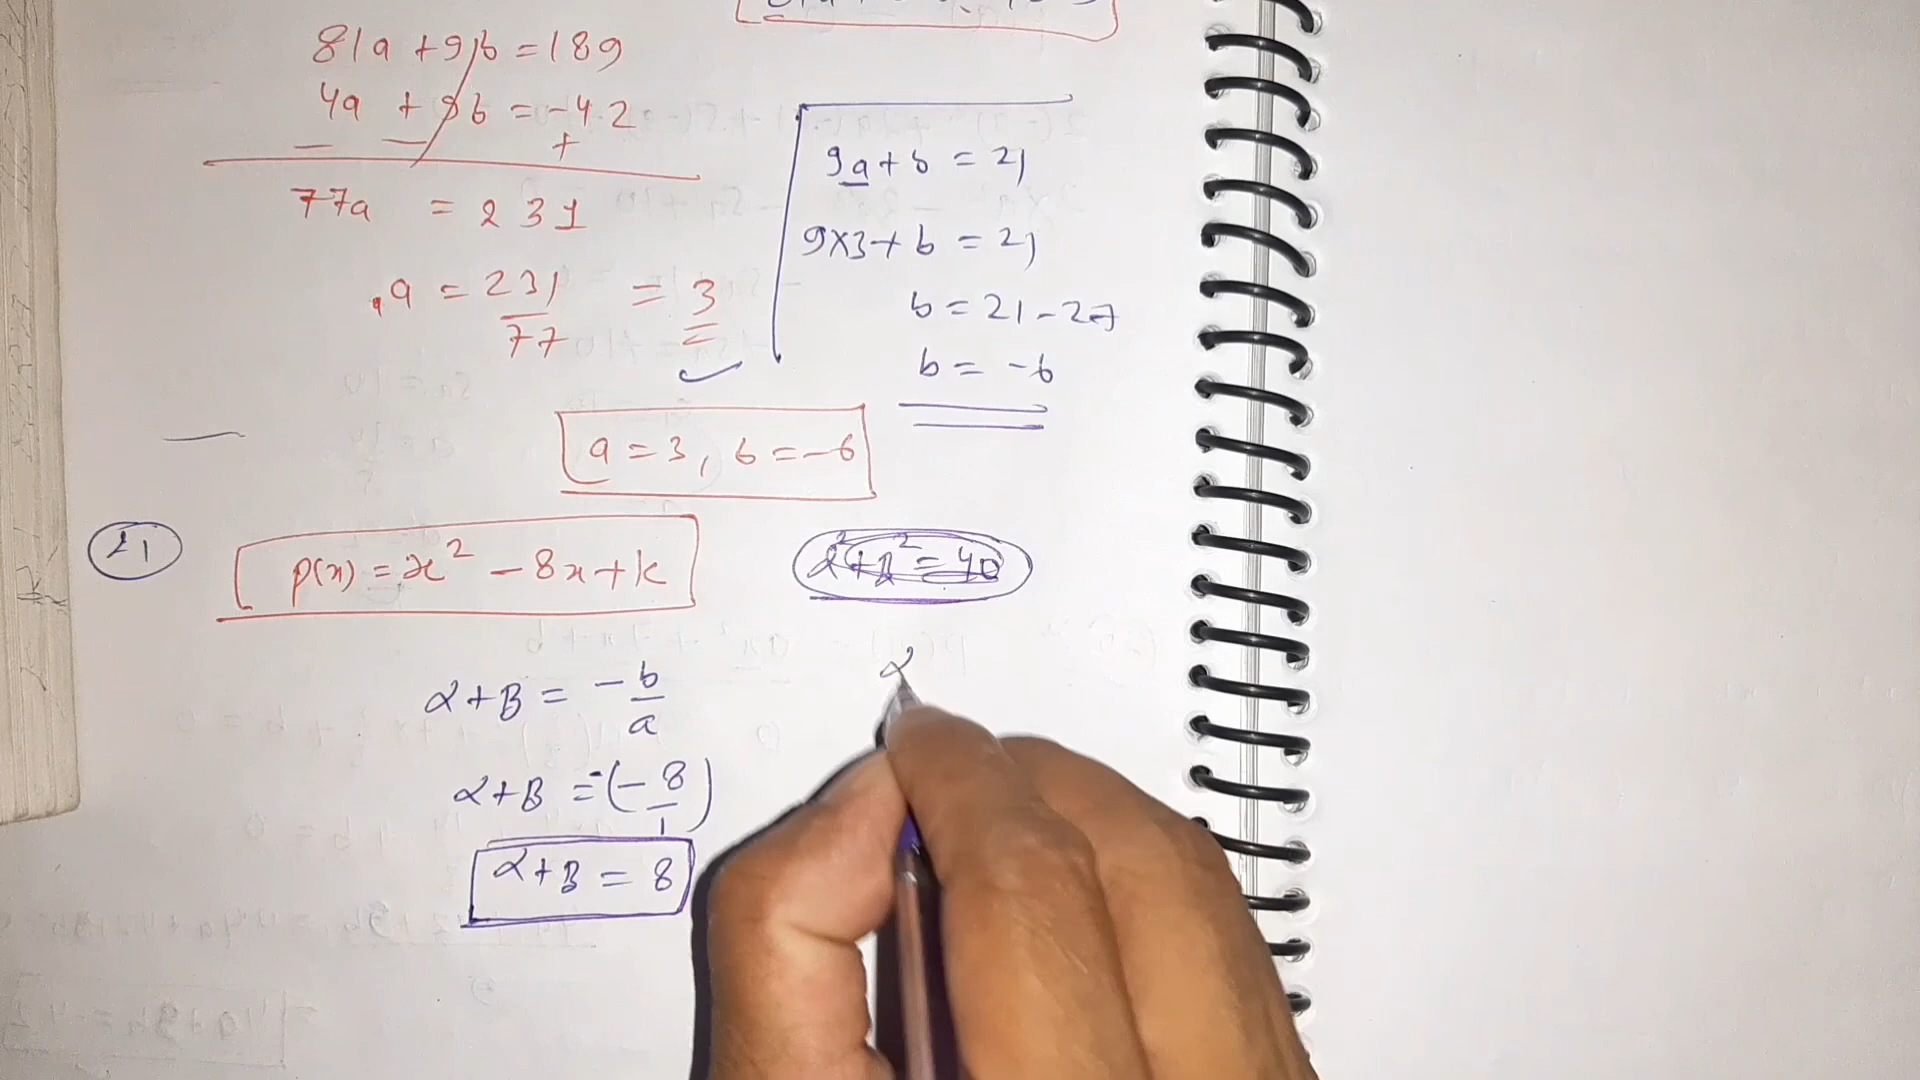 81a + 9b = 189
4a + 9b = -42
- - +
77a = 231
a = 231/77 = 3
9a + b = 21
9×3 + b = 21
b = 21 - 27
b = -6
a = 3, b = -6
21
p(x) = x² - 8x + k
α² + β² = 40
α + β = -b/a
α + β = -(-8/1)
α + β = 8
α